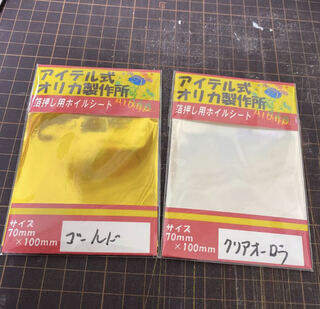 アイテル式
オリカ製作所
箔押し用ホイルシート
サイズ
70mm
×100mm
ゴールド
アイテル式
オリカ製作所
箔押し用ホイルシート
サイズ
70mm
×100mm
クリアオーロラ